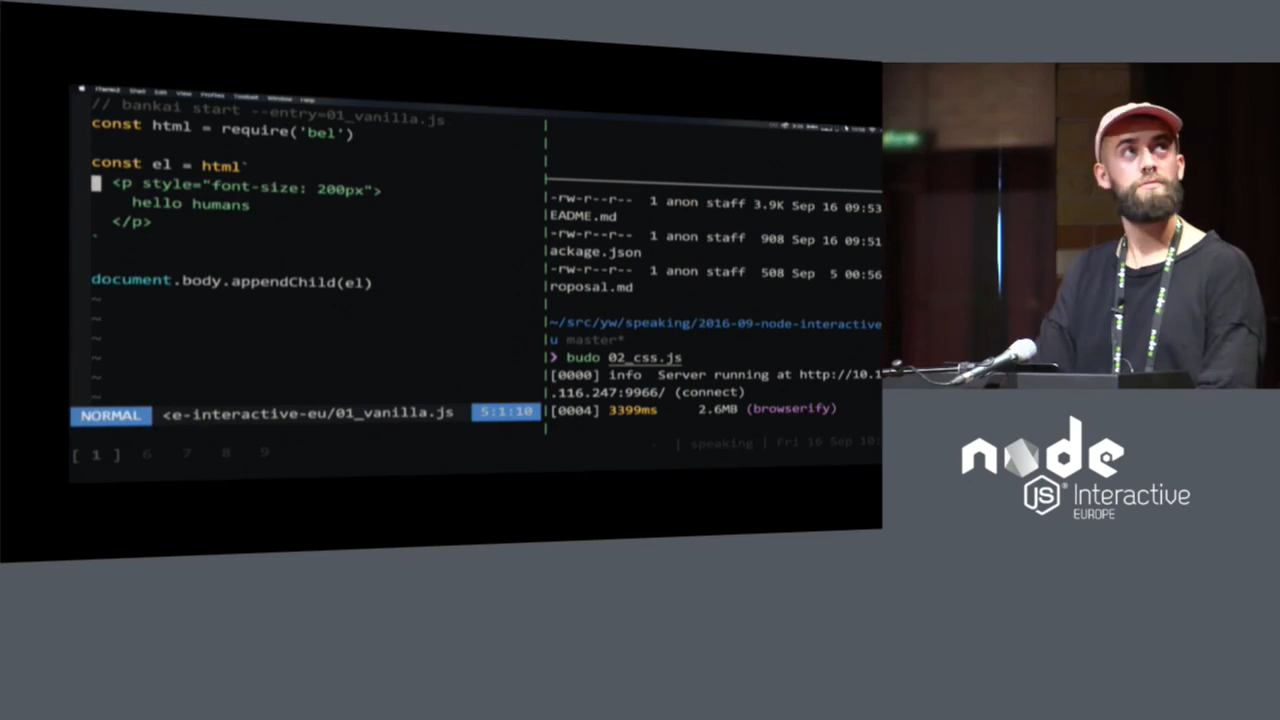 // bankai start --entry=01_vanilla.js
const html = require('bel')
const el = html`
<p style="font-size: 200px">
hello humans
</p>
`
document.body.appendChild(el)
~
~
~
~
~
~
NORMAL <e-interactive-eu/01_vanilla.js 5:1:10
[ 1 ] 6 7 8 9
-rw-r--r-- 1 anon staff 3.9K Sep 16 09:53
EADME.md
-rw-r--r-- 1 anon staff 908 Sep 16 09:51
ackage.json
-rw-r--r-- 1 anon staff 508 Sep 5 00:56
roposal.md
~/src/yw/speaking/2016-09-node-interactive
u master*
❯ budo 02_css.js
[0000] info Server running at http://10.1
.116.247:9966/ (connect)
[0004] 3399ms 2.6MB (browserify)
| speaking | Fri 16 Sep 10:
node
JS Interactive
EUROPE